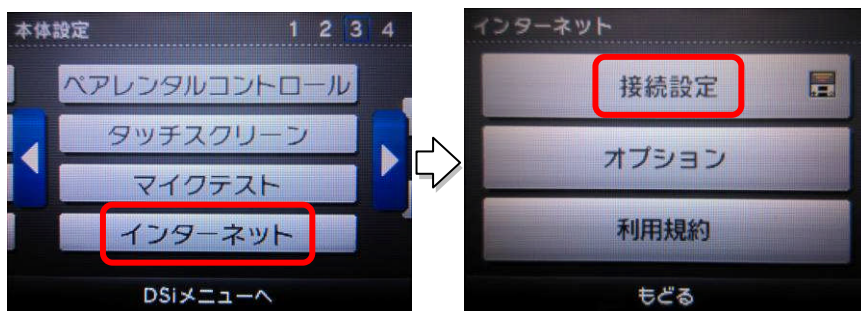 本体設定 1 2 3 4
ペアレンタルコントロール
タッチスクリーン
マイクテスト
インターネット
DSiメニューへ
インターネット
接続設定
オプション
利用規約
もどる